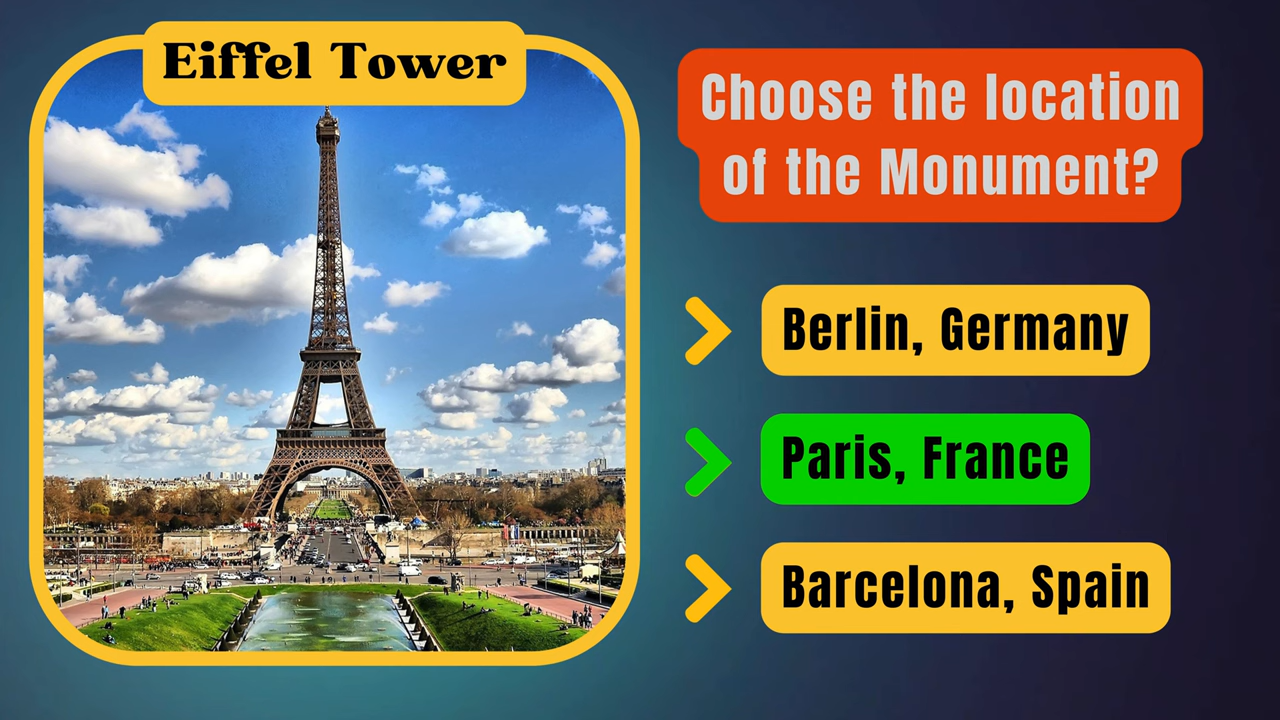 Eiffel Tower
Choose the location
of the Monument?
Berlin, Germany
Paris, France
Barcelona, Spain